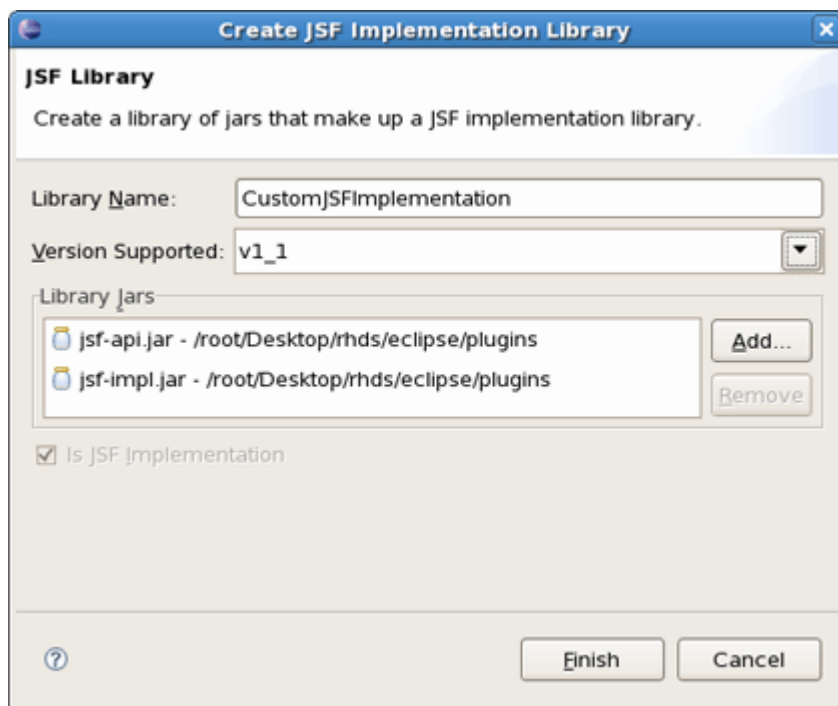 Create JSF Implementation Library
JSF Library
Create a library of jars that make up a JSF implementation library.
Library Name: CustomJSFImplementation
Version Supported: v1_1
Library Jars
jsf-api.jar - /root/Desktop/rhds/eclipse/plugins
Add...
jsf-impl.jar - /root/Desktop/rhds/eclipse/plugins
Remove
Is JSF Implementation
? Finish Cancel